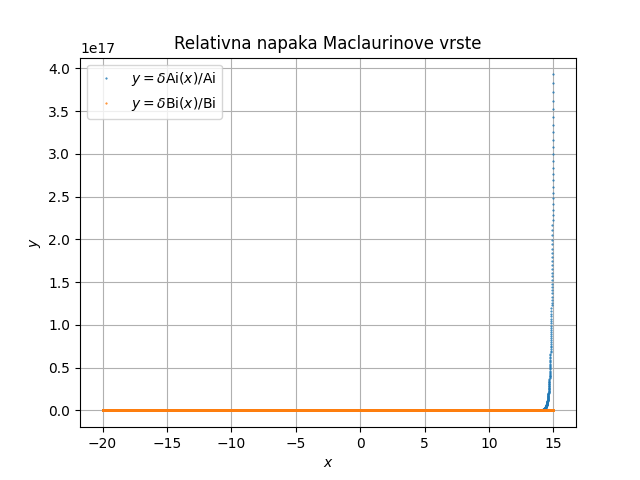 Relativna napaka Maclaurinove vrste
1e17
y = δAi(x)/Ai
y = δBi(x)/Bi
4.0
3.5
3.0
2.5
2.0
1.5
1.0
0.5
0.0
y
−20 −15 −10 −5 0 5 10 15
x